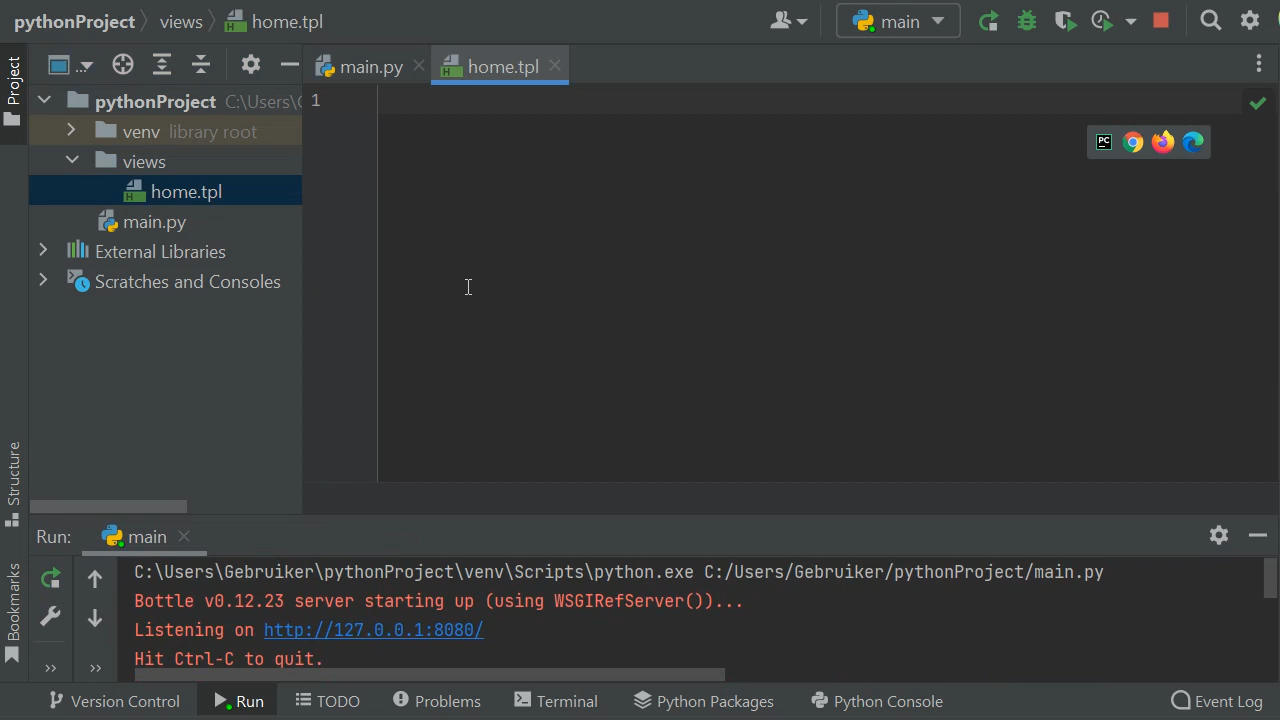 pythonProject views home.tpl main
main.py home.tpl
Project
pythonProject C:\Users\G
1
venv library root
views
home.tpl
main.py
External Libraries
Scratches and Consoles
Structure
Bookmarks
Run: main
C:\Users\Gebruiker\pythonProject\venv\Scripts\python.exe C:/Users/Gebruiker/pythonProject/main.py
Bottle v0.12.23 server starting up (using WSGIRefServer())...
Listening on http://127.0.0.1:8080/
Hit Ctrl-C to quit.
Version Control Run TODO Problems Terminal Python Packages Python Console Event Log